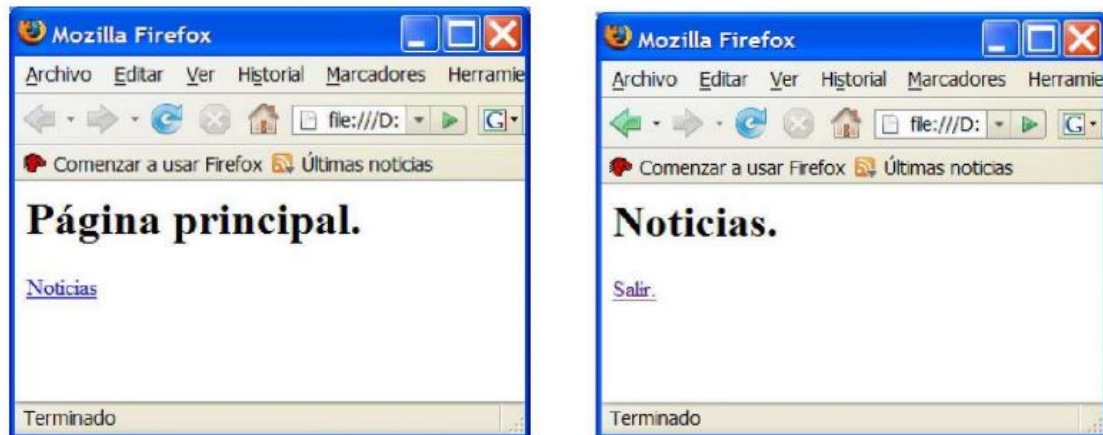 Mozilla Firefox
Archivo Editar Ver Historial Marcadores Herramie
file:///D: G
Comenzar a usar Firefox Últimas noticias
Página principal.
Noticias
Terminado
Mozilla Firefox
Archivo Editar Ver Historial Marcadores Herramie
file:///D: G
Comenzar a usar Firefox Últimas noticias
Noticias.
Salir.
Terminado